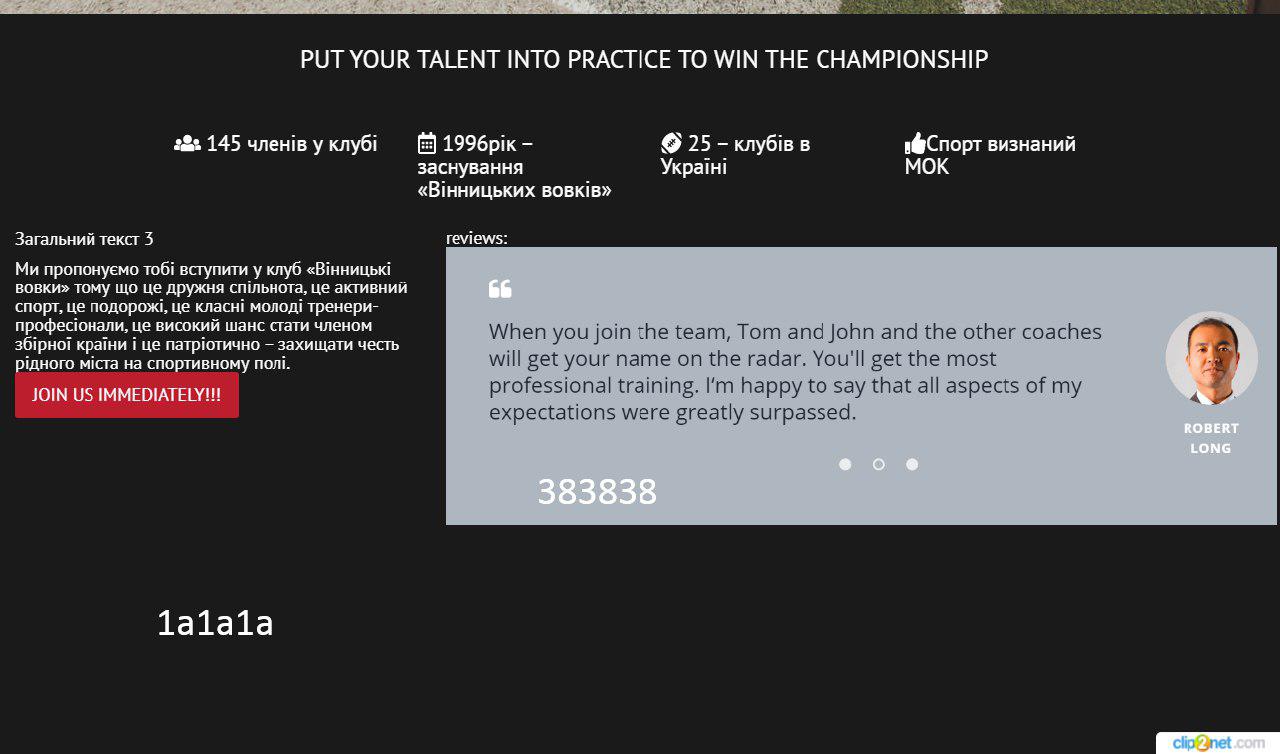 PUT YOUR TALENT INTO PRACTICE TO WIN THE CHAMPIONSHIP
145 членів у клубі
1996рік –
заснування
«Вінницьких вовків»
25 – клубів в
Україні
Спорт визнаний
МОК
Загальний текст 3
Ми пропонуємо тобі вступити у клуб «Вінницькі
вовки» тому що це дружня спільнота, це активний
спорт, це подорожі, це класні молоді тренери-
професіонали, це високий шанс стати членом
збірної країни і це патріотично – захищати честь
рідного міста на спортивному полі.
JOIN US IMMEDIATELY!!!
reviews:
“
When you join the team, Tom and John and the other coaches
will get your name on the radar. You'll get the most
professional training. I’m happy to say that all aspects of my
expectations were greatly surpassed.
ROBERT
LONG
383838
1a1a1a
clip2net.com